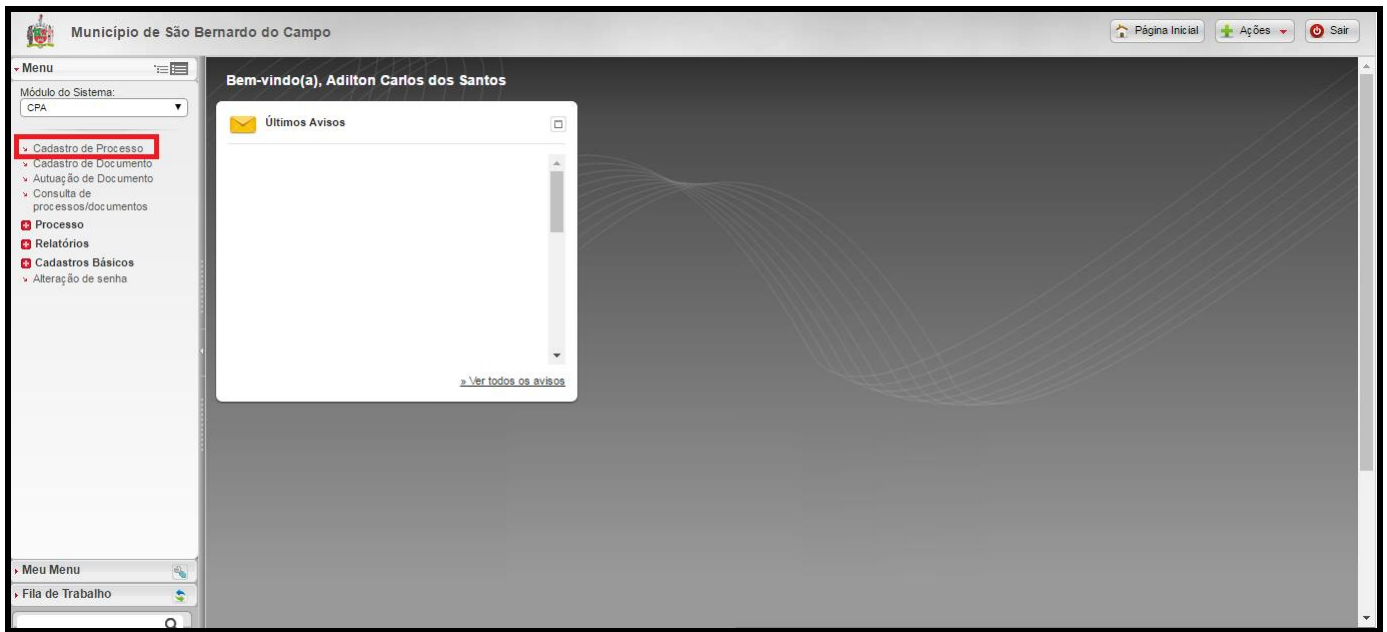 Município de São Bernardo do Campo
Página Inicial
Ações
Sair
Menu
Módulo do Sistema:
CPA
Cadastro de Processo
Cadastro de Documento
Autuação de Documento
Consulta de
processos/documentos
Processo
Relatórios
Cadastros Básicos
Alteração de senha
Meu Menu
Fila de Trabalho
Bem-vindo(a), Adilton Carlos dos Santos
Últimos Avisos
» Ver todos os avisos